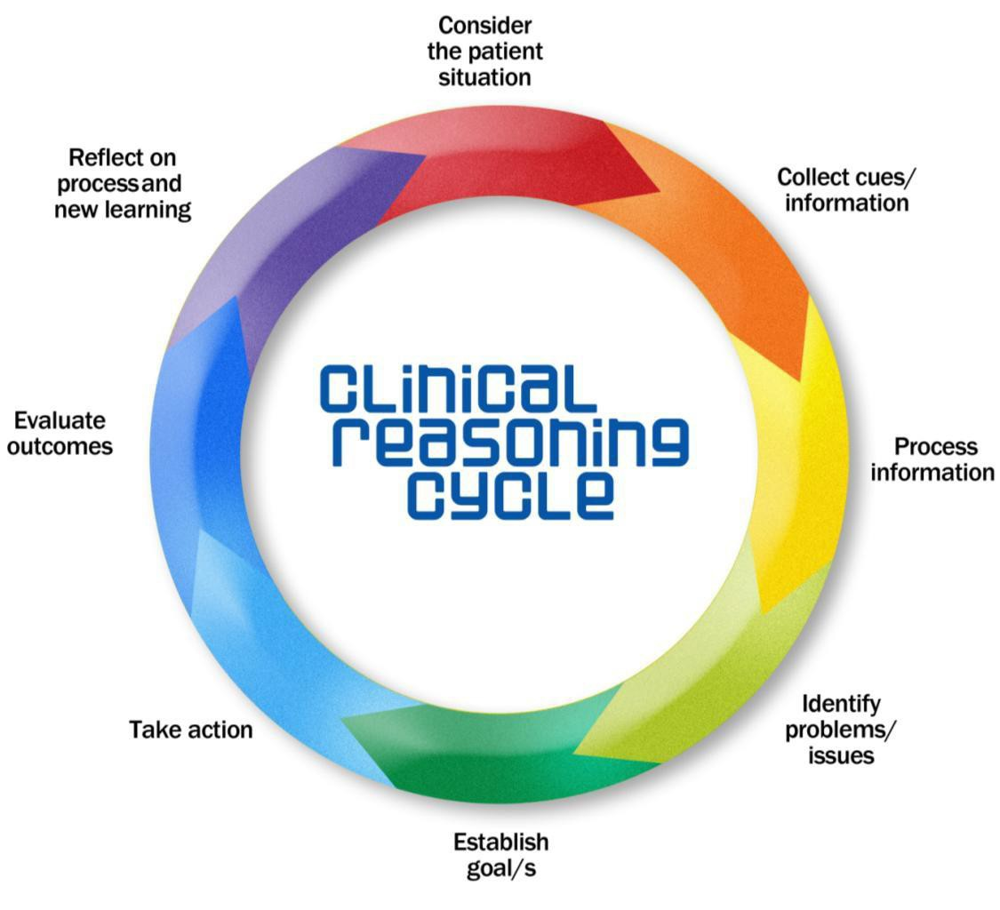 Consider
the patient
situation
Collect cues/
information
Process
information
Identify
problems/
issues
Establish
goal/s
Take action
Evaluate
outcomes
Reflect on
process and
new learning
clinical
reasoning
cycle